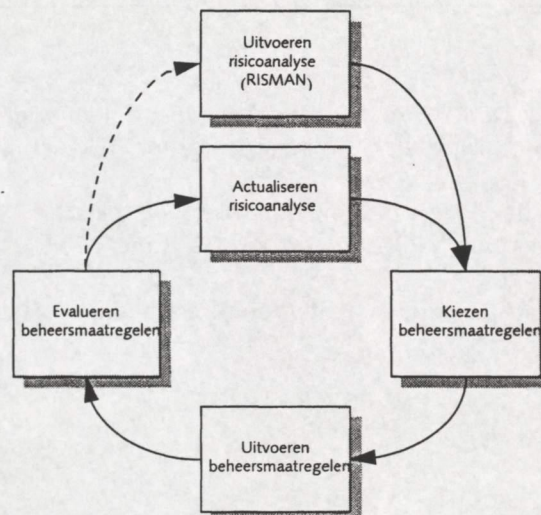 Uitvoeren
risicoanalyse
(RISMAN)
Actualiseren
risicoanalyse
Evalueren
beheersmaatregelen
Kiezen
beheersmaatregelen
Uitvoeren
beheersmaatregelen